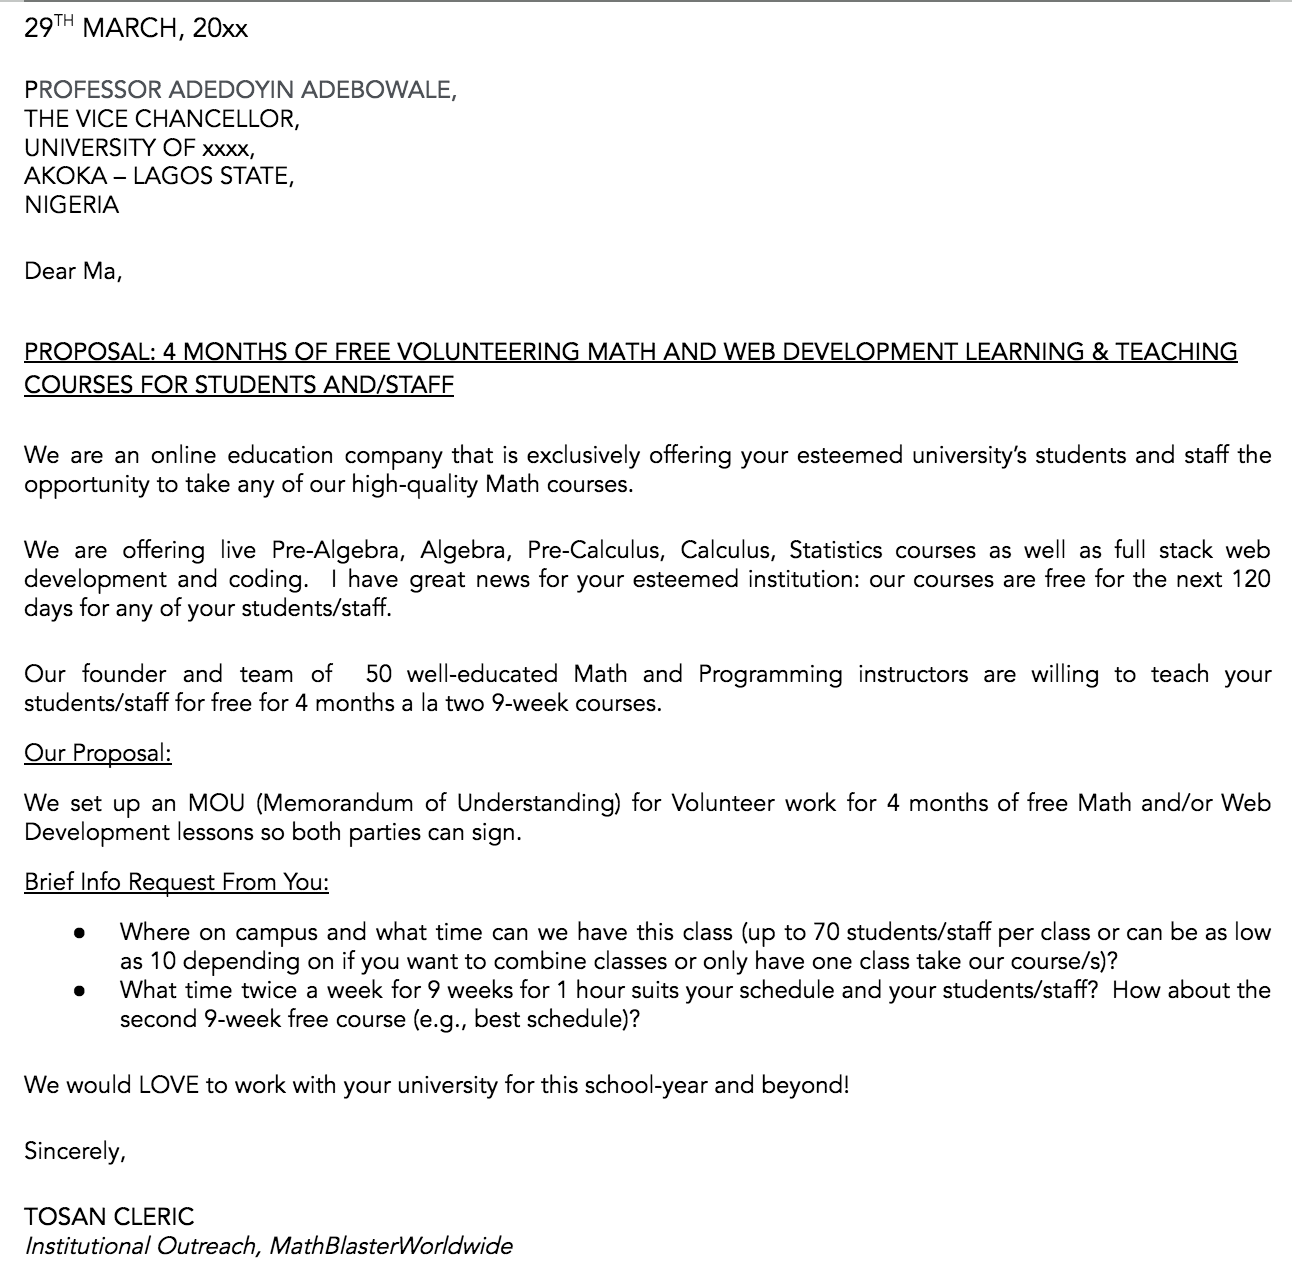 29TH MARCH, 20xx
PROFESSOR ADEDOYIN ADEBOWALE,
THE VICE CHANCELLOR,
UNIVERSITY OF xxxx,
AKOKA – LAGOS STATE,
NIGERIA
Dear Ma,
PROPOSAL: 4 MONTHS OF FREE VOLUNTEERING MATH AND WEB DEVELOPMENT LEARNING & TEACHING
COURSES FOR STUDENTS AND/STAFF
We are an online education company that is exclusively offering your esteemed university’s students and staff the
opportunity to take any of our high-quality Math courses.
We are offering live Pre-Algebra, Algebra, Pre-Calculus, Calculus, Statistics courses as well as full stack web
development and coding.  I have great news for your esteemed institution: our courses are free for the next 120
days for any of your students/staff.
Our founder and team of  50 well-educated Math and Programming instructors are willing to teach your
students/staff for free for 4 months a la two 9-week courses.
Our Proposal:
We set up an MOU (Memorandum of Understanding) for Volunteer work for 4 months of free Math and/or Web
Development lessons so both parties can sign.
Brief Info Request From You:
● Where on campus and what time can we have this class (up to 70 students/staff per class or can be as low
as 10 depending on if you want to combine classes or only have one class take our course/s)?
● What time twice a week for 9 weeks for 1 hour suits your schedule and your students/staff?  How about the
second 9-week free course (e.g., best schedule)?
We would LOVE to work with your university for this school-year and beyond!
Sincerely,
TOSAN CLERIC
Institutional Outreach, MathBlasterWorldwide